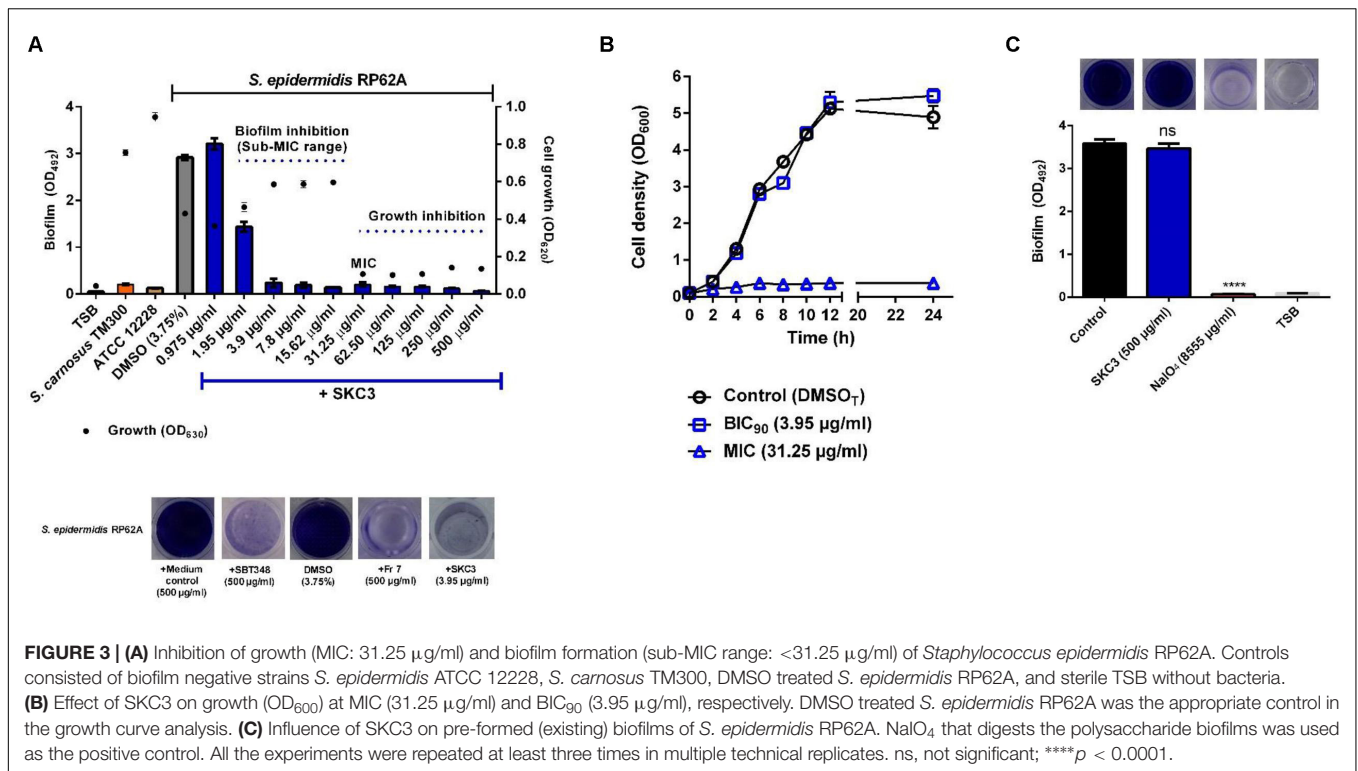 A
S. epidermidis RP62A
Biofilm inhibition
(Sub-MIC range)
Growth inhibition
MIC
Biofilm (OD492)
4
3
2
1
0
Cell growth (OD620)
1.0
0.8
0.6
0.4
0.2
0.0
TSB
S. carnosus TM300
ATCC 12228
DMSO (3.75%)
0.975 µg/ml
1.95 µg/ml
3.9 µg/ml
7.8 µg/ml
15.62 µg/ml
31.25 µg/ml
62.50 µg/ml
125 µg/ml
250 µg/ml
500 µg/ml
+ SKC3
• Growth (OD630)
S. epidermidis RP62A
+Medium control (500 µg/ml)
+SBT348 (500 µg/ml)
DMSO (3.75%)
+Fr 7 (500 µg/ml)
+SKC3 (3.95 µg/ml)
B
Cell density (OD600)
6
5
4
3
2
1
0
0 2 4 6 8 10 12 20 22 24
Time (h)
Control (DMSOT)
BIC90 (3.95 µg/ml)
MIC (31.25 µg/ml)
C
Biofilm (OD492)
4
3
2
1
0
ns
****
Control
SKC3 (500 µg/ml)
NaIO4 (8555 µg/ml)
TSB
FIGURE 3 | (A) Inhibition of growth (MIC: 31.25 µg/ml) and biofilm formation (sub-MIC range: <31.25 µg/ml) of Staphylococcus epidermidis RP62A. Controls
consisted of biofilm negative strains S. epidermidis ATCC 12228, S. carnosus TM300, DMSO treated S. epidermidis RP62A, and sterile TSB without bacteria.
(B) Effect of SKC3 on growth (OD600) at MIC (31.25 µg/ml) and BIC90 (3.95 µg/ml), respectively. DMSO treated S. epidermidis RP62A was the appropriate control in
the growth curve analysis. (C) Influence of SKC3 on pre-formed (existing) biofilms of S. epidermidis RP62A. NaIO4 that digests the polysaccharide biofilms was used
as the positive control. All the experiments were repeated at least three times in multiple technical replicates. ns, not significant; ****p < 0.0001.